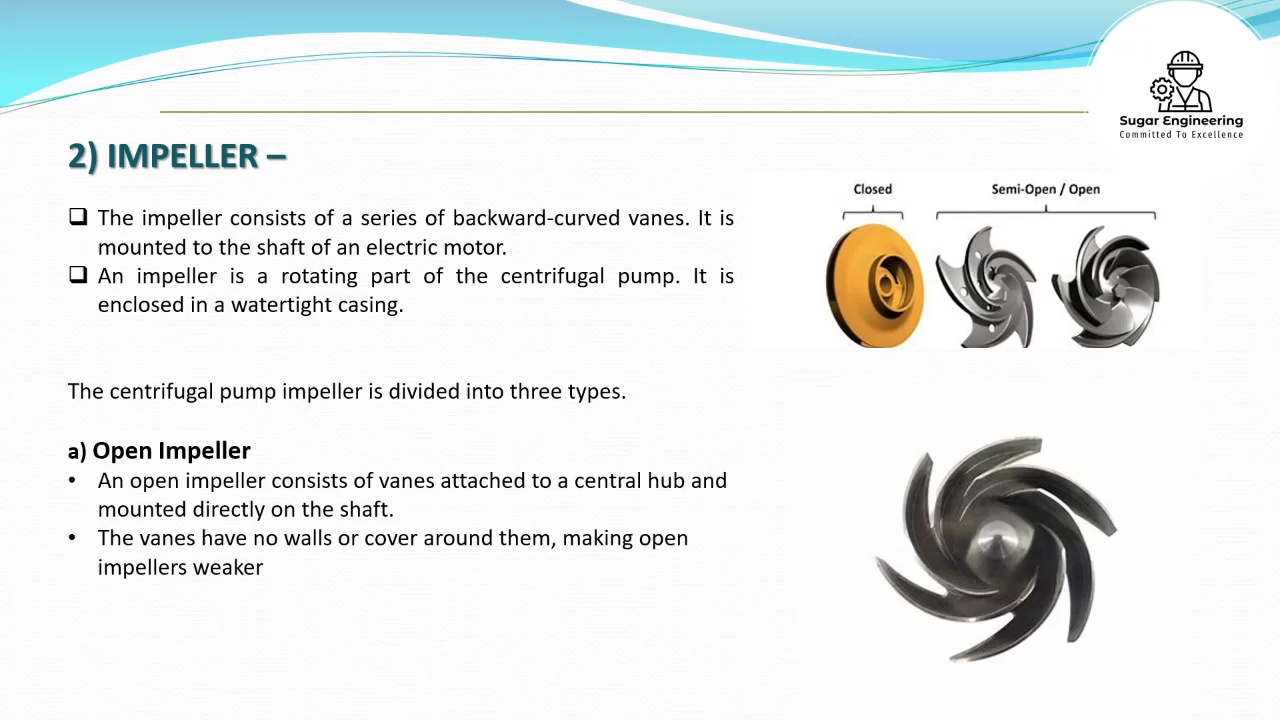 Sugar Engineering
Committed To Excellence
2) IMPELLER –
The impeller consists of a series of backward-curved vanes. It is
mounted to the shaft of an electric motor.
An impeller is a rotating part of the centrifugal pump. It is
enclosed in a watertight casing.
Closed
Semi-Open / Open
The centrifugal pump impeller is divided into three types.
a) Open Impeller
• An open impeller consists of vanes attached to a central hub and
mounted directly on the shaft.
• The vanes have no walls or cover around them, making open
impellers weaker